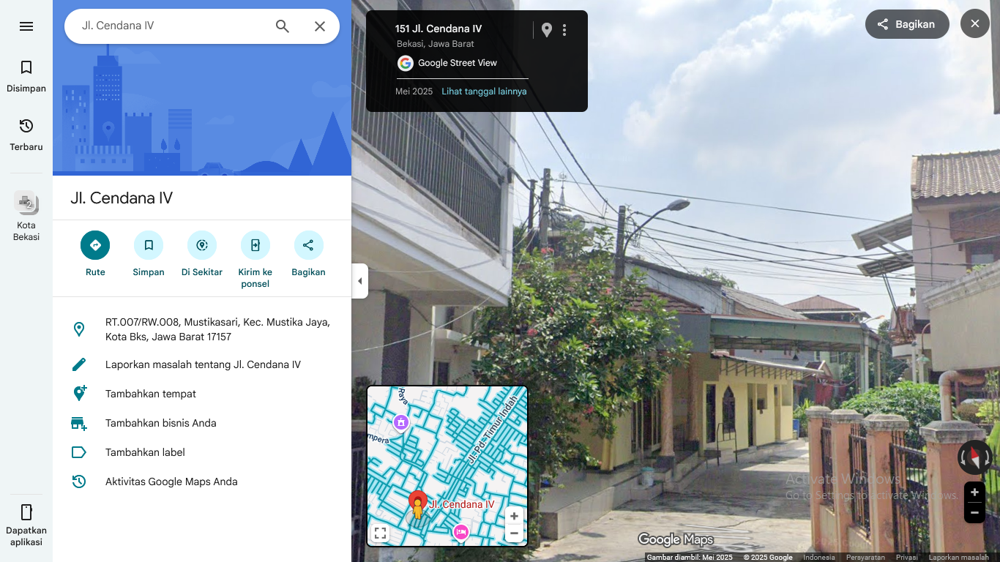 Jl. Cendana IV
Disimpan
Terbaru
2
Kota
Bekasi
Dapatkan
aplikasi
Jl. Cendana IV
Rute
Simpan
Di Sekitar
Kirim ke
ponsel
Bagikan
RT.007/RW.008, Mustikasari, Kec. Mustika Jaya,
Kota Bks, Jawa Barat 17157
Laporkan masalah tentang Jl. Cendana IV
Tambahkan tempat
Tambahkan bisnis Anda
Tambahkan label
Aktivitas Google Maps Anda
151 Jl. Cendana IV
Bekasi, Jawa Barat
Google Street View
Mei 2025 Lihat tanggal lainnya
Bagikan
Raya
mpera
Jl. Pd. Timur Indah
Jl. Cendana IV
Activate Windows
Go to Settings to activate Windows.
Google Maps
Gambar diambil: Mei 2025 © 2025 Google Indonesia Persyaratan Privasi Laporkan masalah